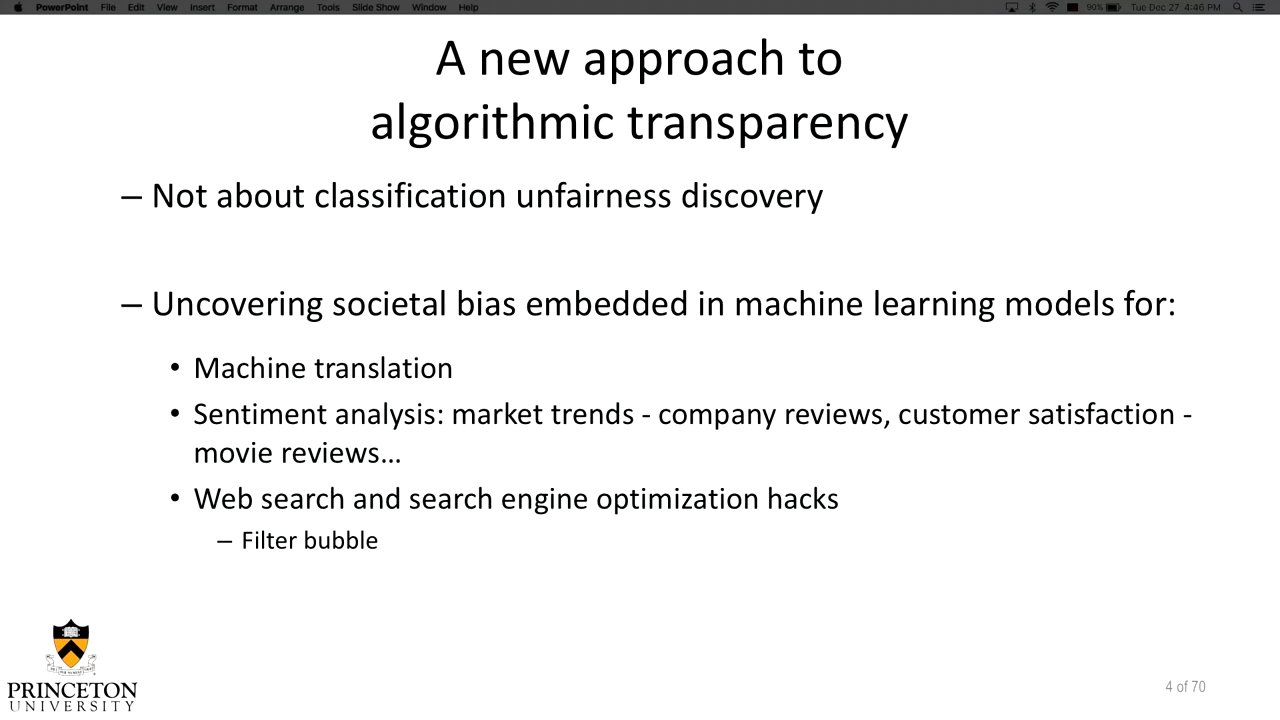 PowerPoint File Edit View Insert Format Arrange Tools Slide Show Window Help 90% Tue Dec 27 4:46 PM
A new approach to
algorithmic transparency
– Not about classification unfairness discovery
– Uncovering societal bias embedded in machine learning models for:
• Machine translation
• Sentiment analysis: market trends - company reviews, customer satisfaction -
movie reviews…
• Web search and search engine optimization hacks
– Filter bubble
PRINCETON
UNIVERSITY
4 of 70